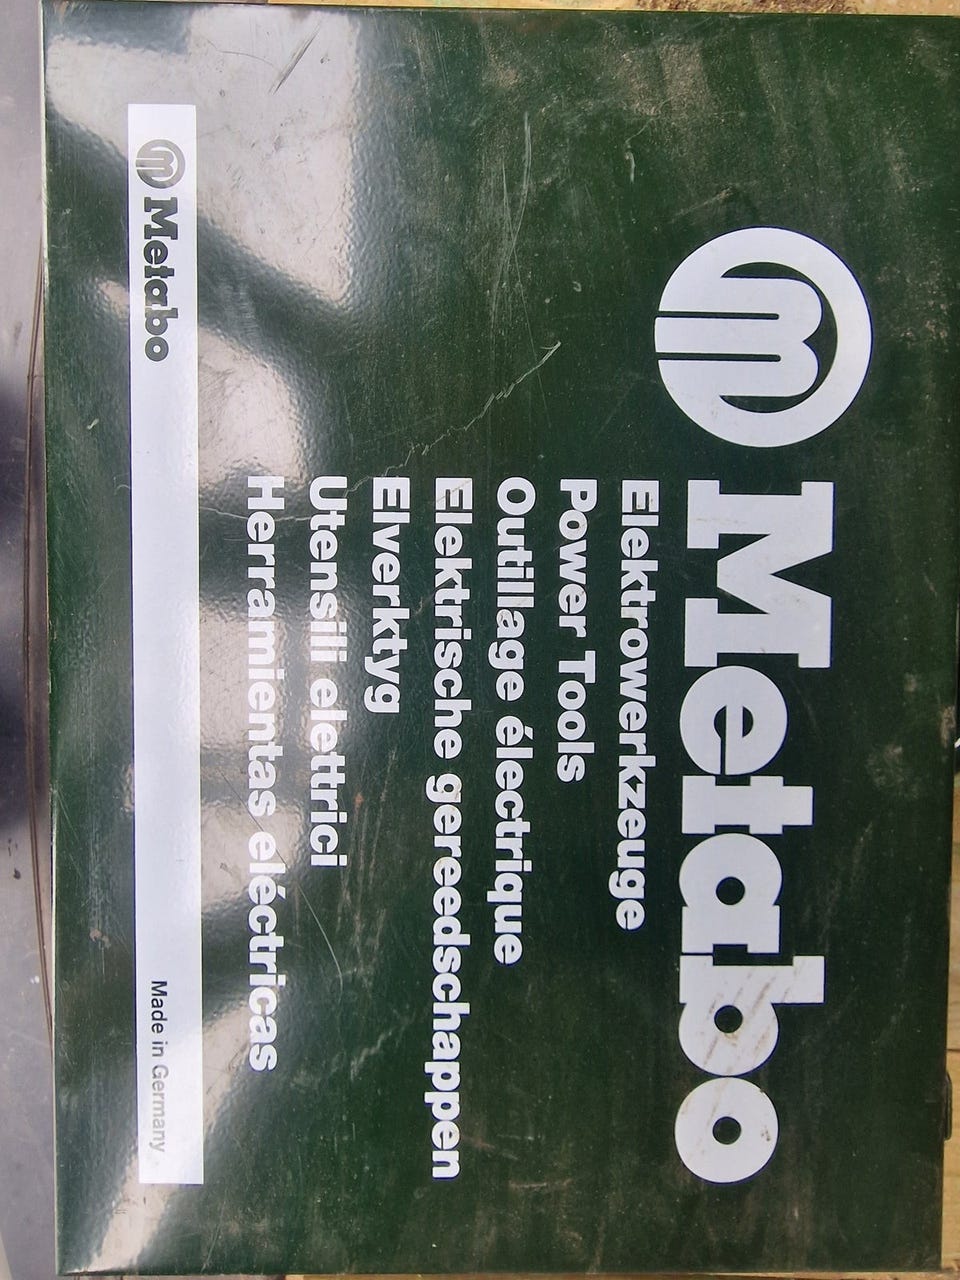 Metabo
Elektrowerkzeuge
Power Tools
Outillage électrique
Elektrische gereedschappen
Elverktyg
Utensili elettrici
Herramientas eléctricas
Metabo
Made in Germany